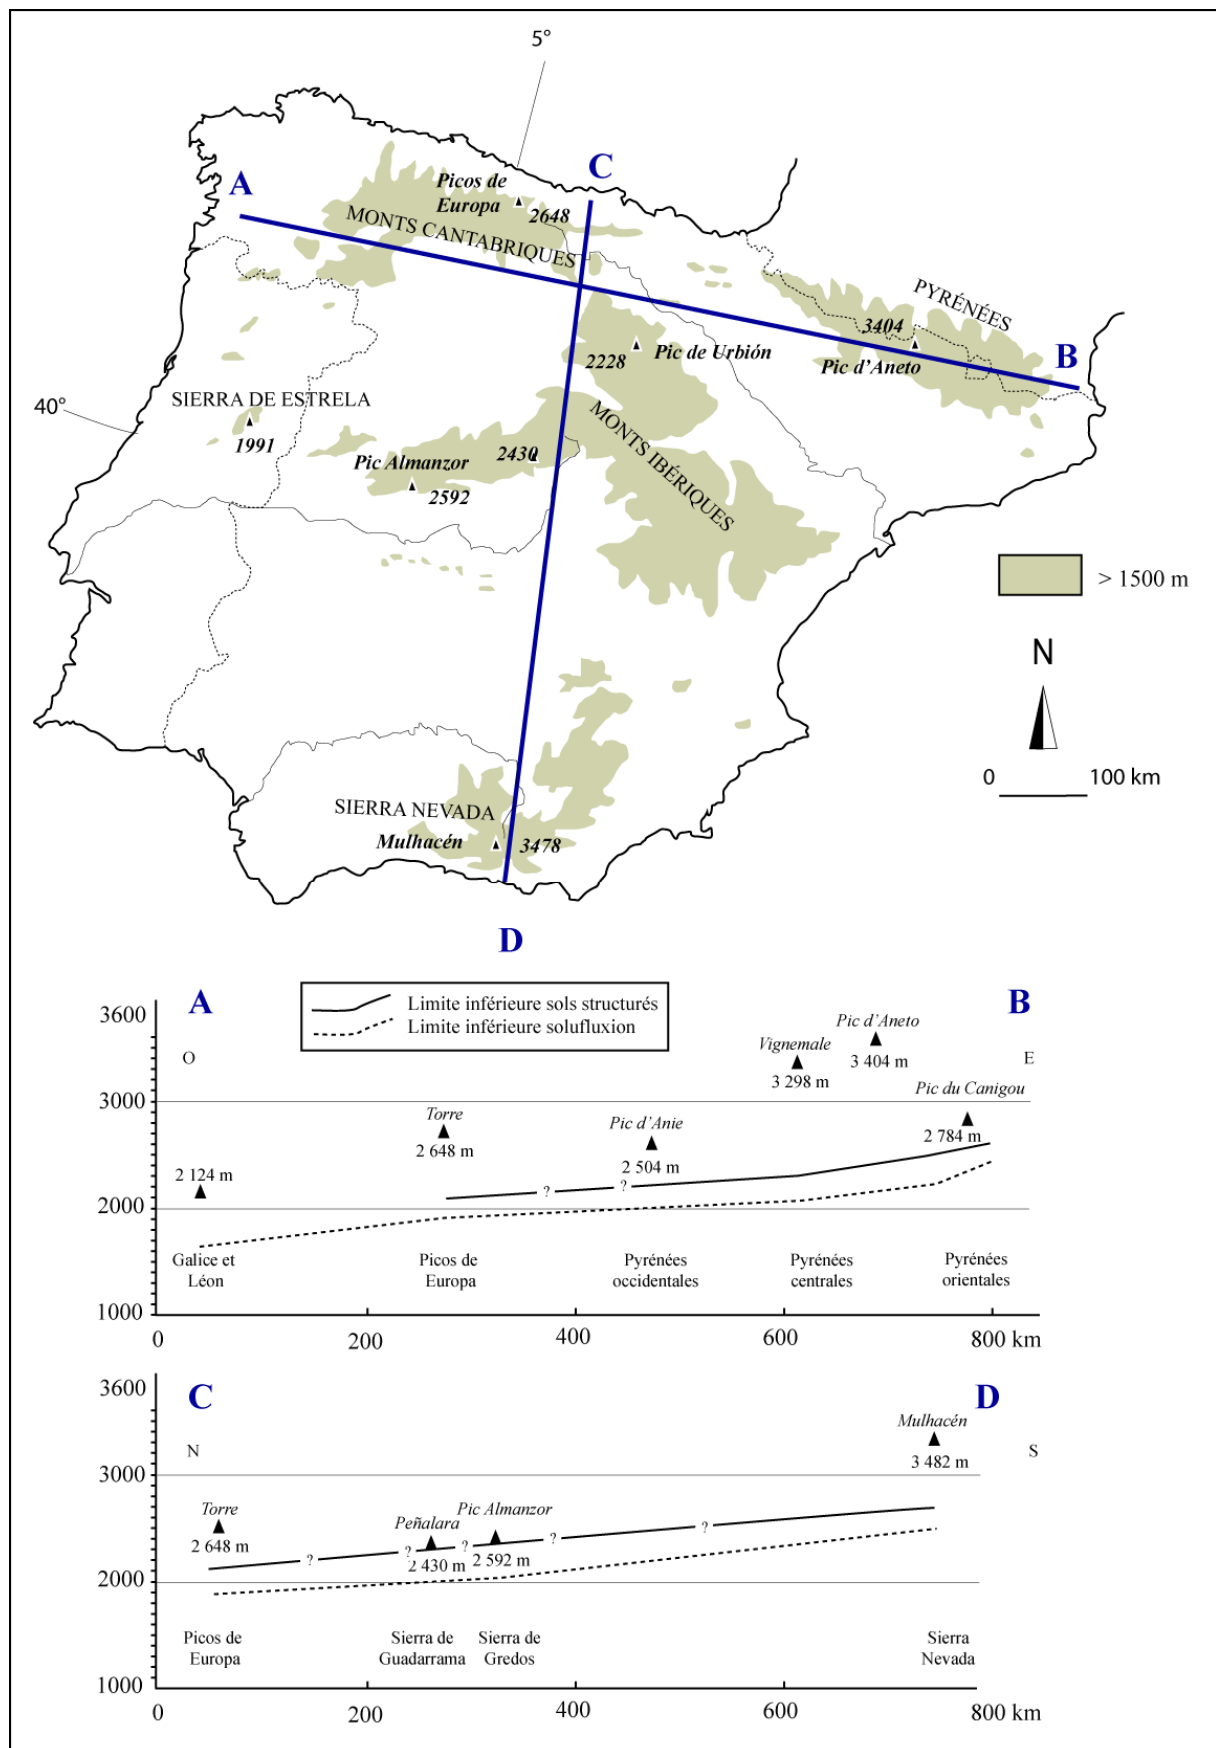 5°
C
A
Picos de
Europa
2648
MONTS CANTABRIQUES
PYRÉNÉES
3404
Pic d'Aneto
B
Pic de Urbión
2228
SIERRA DE ESTRELA
1991
40°
MONTS IBÉRIQUES
Pic Almanzor
2430
2592
> 1500 m
N
0
100 km
SIERRA NEVADA
Mulhacén
3478
D
A
B
Limite inférieure sols structurés
Limite inférieure solufluxion
3600
3000
2000
1000
O
E
2 124 m
Torre
2 648 m
Pic d'Anie
2 504 m
Vignemale
3 298 m
Pic d'Aneto
3 404 m
Pic du Canigou
2 784 m
?
?
Galice et
Léon
Picos de
Europa
Pyrénées
occidentales
Pyrénées
centrales
Pyrénées
orientales
0
200
400
600
800 km
C
D
3600
3000
2000
1000
N
S
Torre
2 648 m
Peñalara
2 430 m
Pic Almanzor
2 592 m
Mulhacén
3 482 m
?
?
?
?
?
Picos de
Europa
Sierra de
Guadarrama
Sierra de
Gredos
Sierra
Nevada
0
200
400
600
800 km